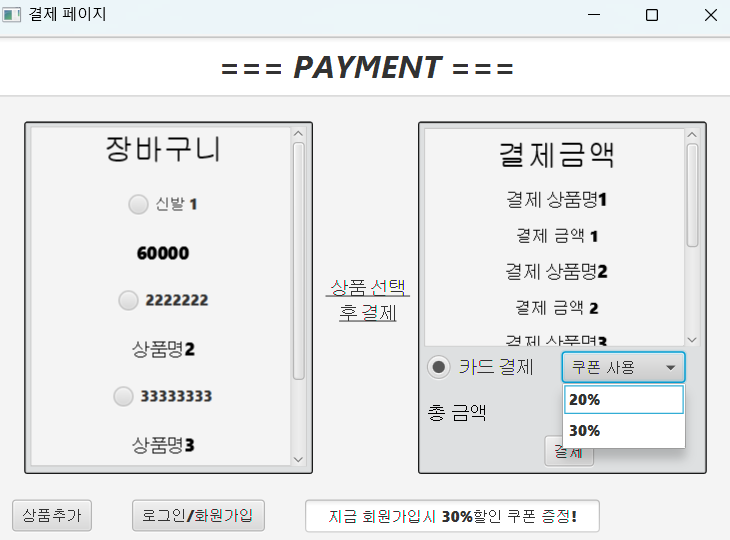 결제 페이지
=== PAYMENT ===
장바구니
신발 1
60000
2222222
상품명2
33333333
상품명3
상품 선택
후 결제
결제금액
결제 상품명1
결제 금액 1
결제 상품명2
결제 금액 2
결제 상품명3
카드 결제
쿠폰 사용
20%
30%
총 금액
결제
상품추가
로그인/회원가입
지금 회원가입시 30%할인 쿠폰 증정!